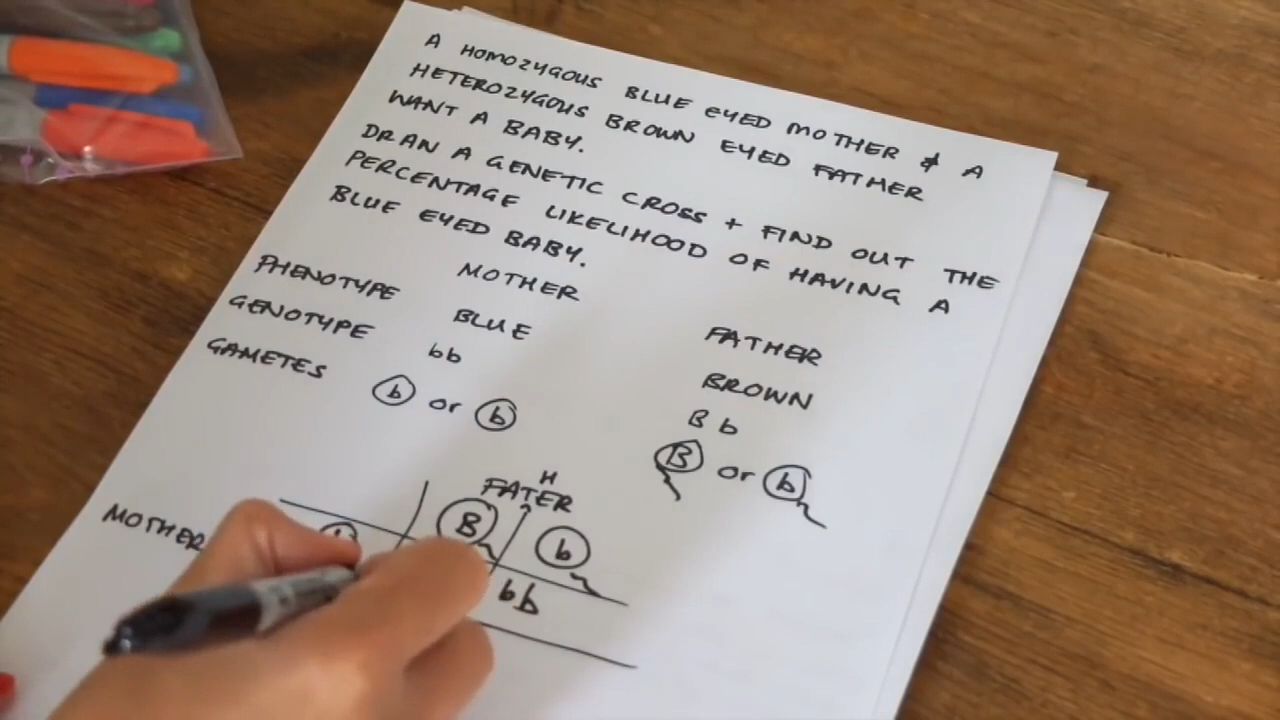 A HOMOZYGOUS BLUE EYED MOTHER & A
HETEROZYGOUS BROWN EYED FATHER
WANT A BABY.
DRAN A GENETIC CROSS + FIND OUT THE
PERCENTAGE LIKELIHOOD OF HAVING A
BLUE EYED BABY.
MOTHER FATHER
PHENOTYPE BLUE BROWN
GENOTYPE bb Bb
GAMETES b or b B or b
H
FATER
MOTHER B b
bb